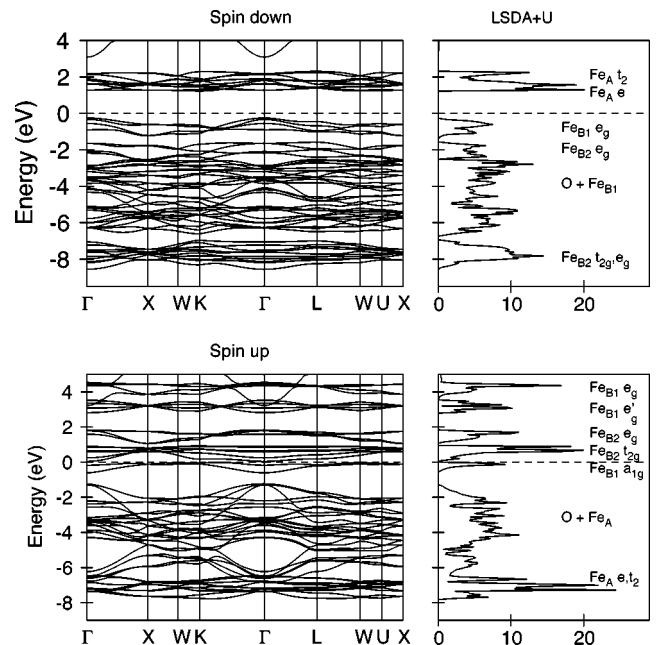 Spin down
LSDA+U
Energy (eV)
4
2
0
-2
-4
-6
-8
Γ X W K Γ L W U X
Fe_A t_2
Fe_A e
Fe_B1 e_g
Fe_B2 e_g
O + Fe_B1
Fe_B2 t_2g, e_g
0 10 20
Spin up
Energy (eV)
4
2
0
-2
-4
-6
-8
Γ X W K Γ L W U X
Fe_B1 e_g
Fe_B1 e'_g
Fe_B2 e_g
Fe_B2 t_2g
Fe_B1 a_1g
O + Fe_A
Fe_A e,t_2
0 10 20